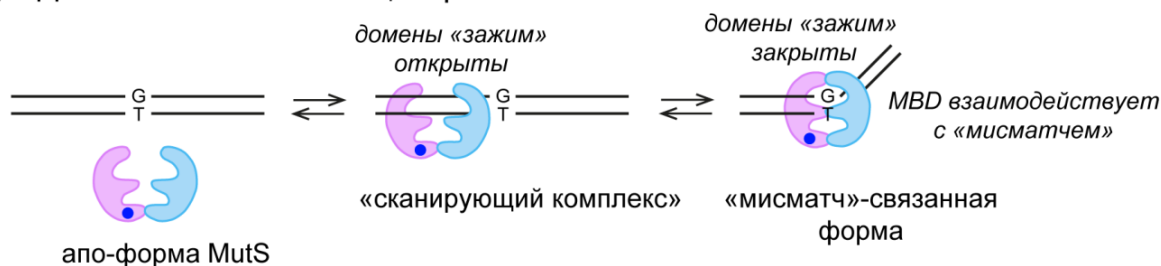 домены «зажим»
открыты
домены «зажим»
закрыты
G
T
G
T
G
T
MBD взаимодействует
с «мисматчем»
«сканирующий комплекс»
«мисматч»-связанная
форма
апо-форма MutS